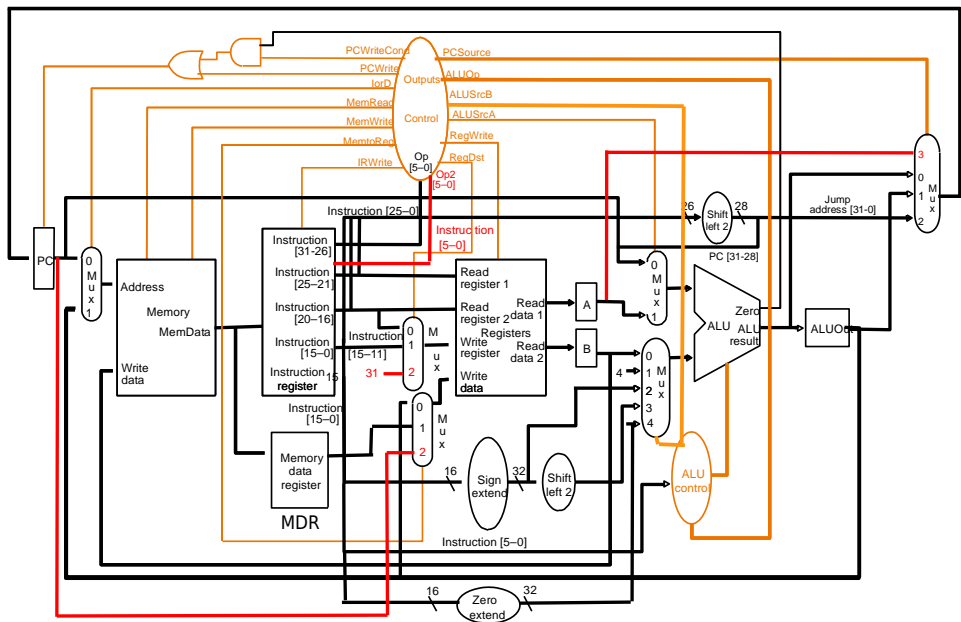 PCWriteCond
PCSource
PCWrite
ALUOp
Outputs
IorD
ALUSrcB
MemRead
ALUSrcA
MemWrite
Control
RegWrite
MemtoReg
RegDst
IRWrite
Op
[5–0]
Op2
[5–0]
3
0
1
2
M
u
x
Instruction [25–0]
26
Shift
left 2
28
Jump
address [31-0]
PC [31-28]
Instruction
[5–0]
PC
0
M
u
x
1
Address
Memory
MemData
Write
data
Instruction
[31-26]
Instruction
[25–21]
Instruction
[20–16]
Instruction
[15–0]
Instruction
register
15
Instruction
[15–11]
31
0
1
2
M
u
x
Read
register 1
Read
register 2
Registers
Write
register
Write
data
Read
data 1
Read
data 2
A
B
0
M
u
x
1
ALU
Zero
ALU
result
ALUOut
4
0
1
2
3
4
M
u
x
Instruction
[15–0]
0
1
2
M
u
x
Memory
data
register
MDR
16
Sign
extend
32
Shift
left 2
ALU
control
Instruction [5–0]
16
Zero
extend
32